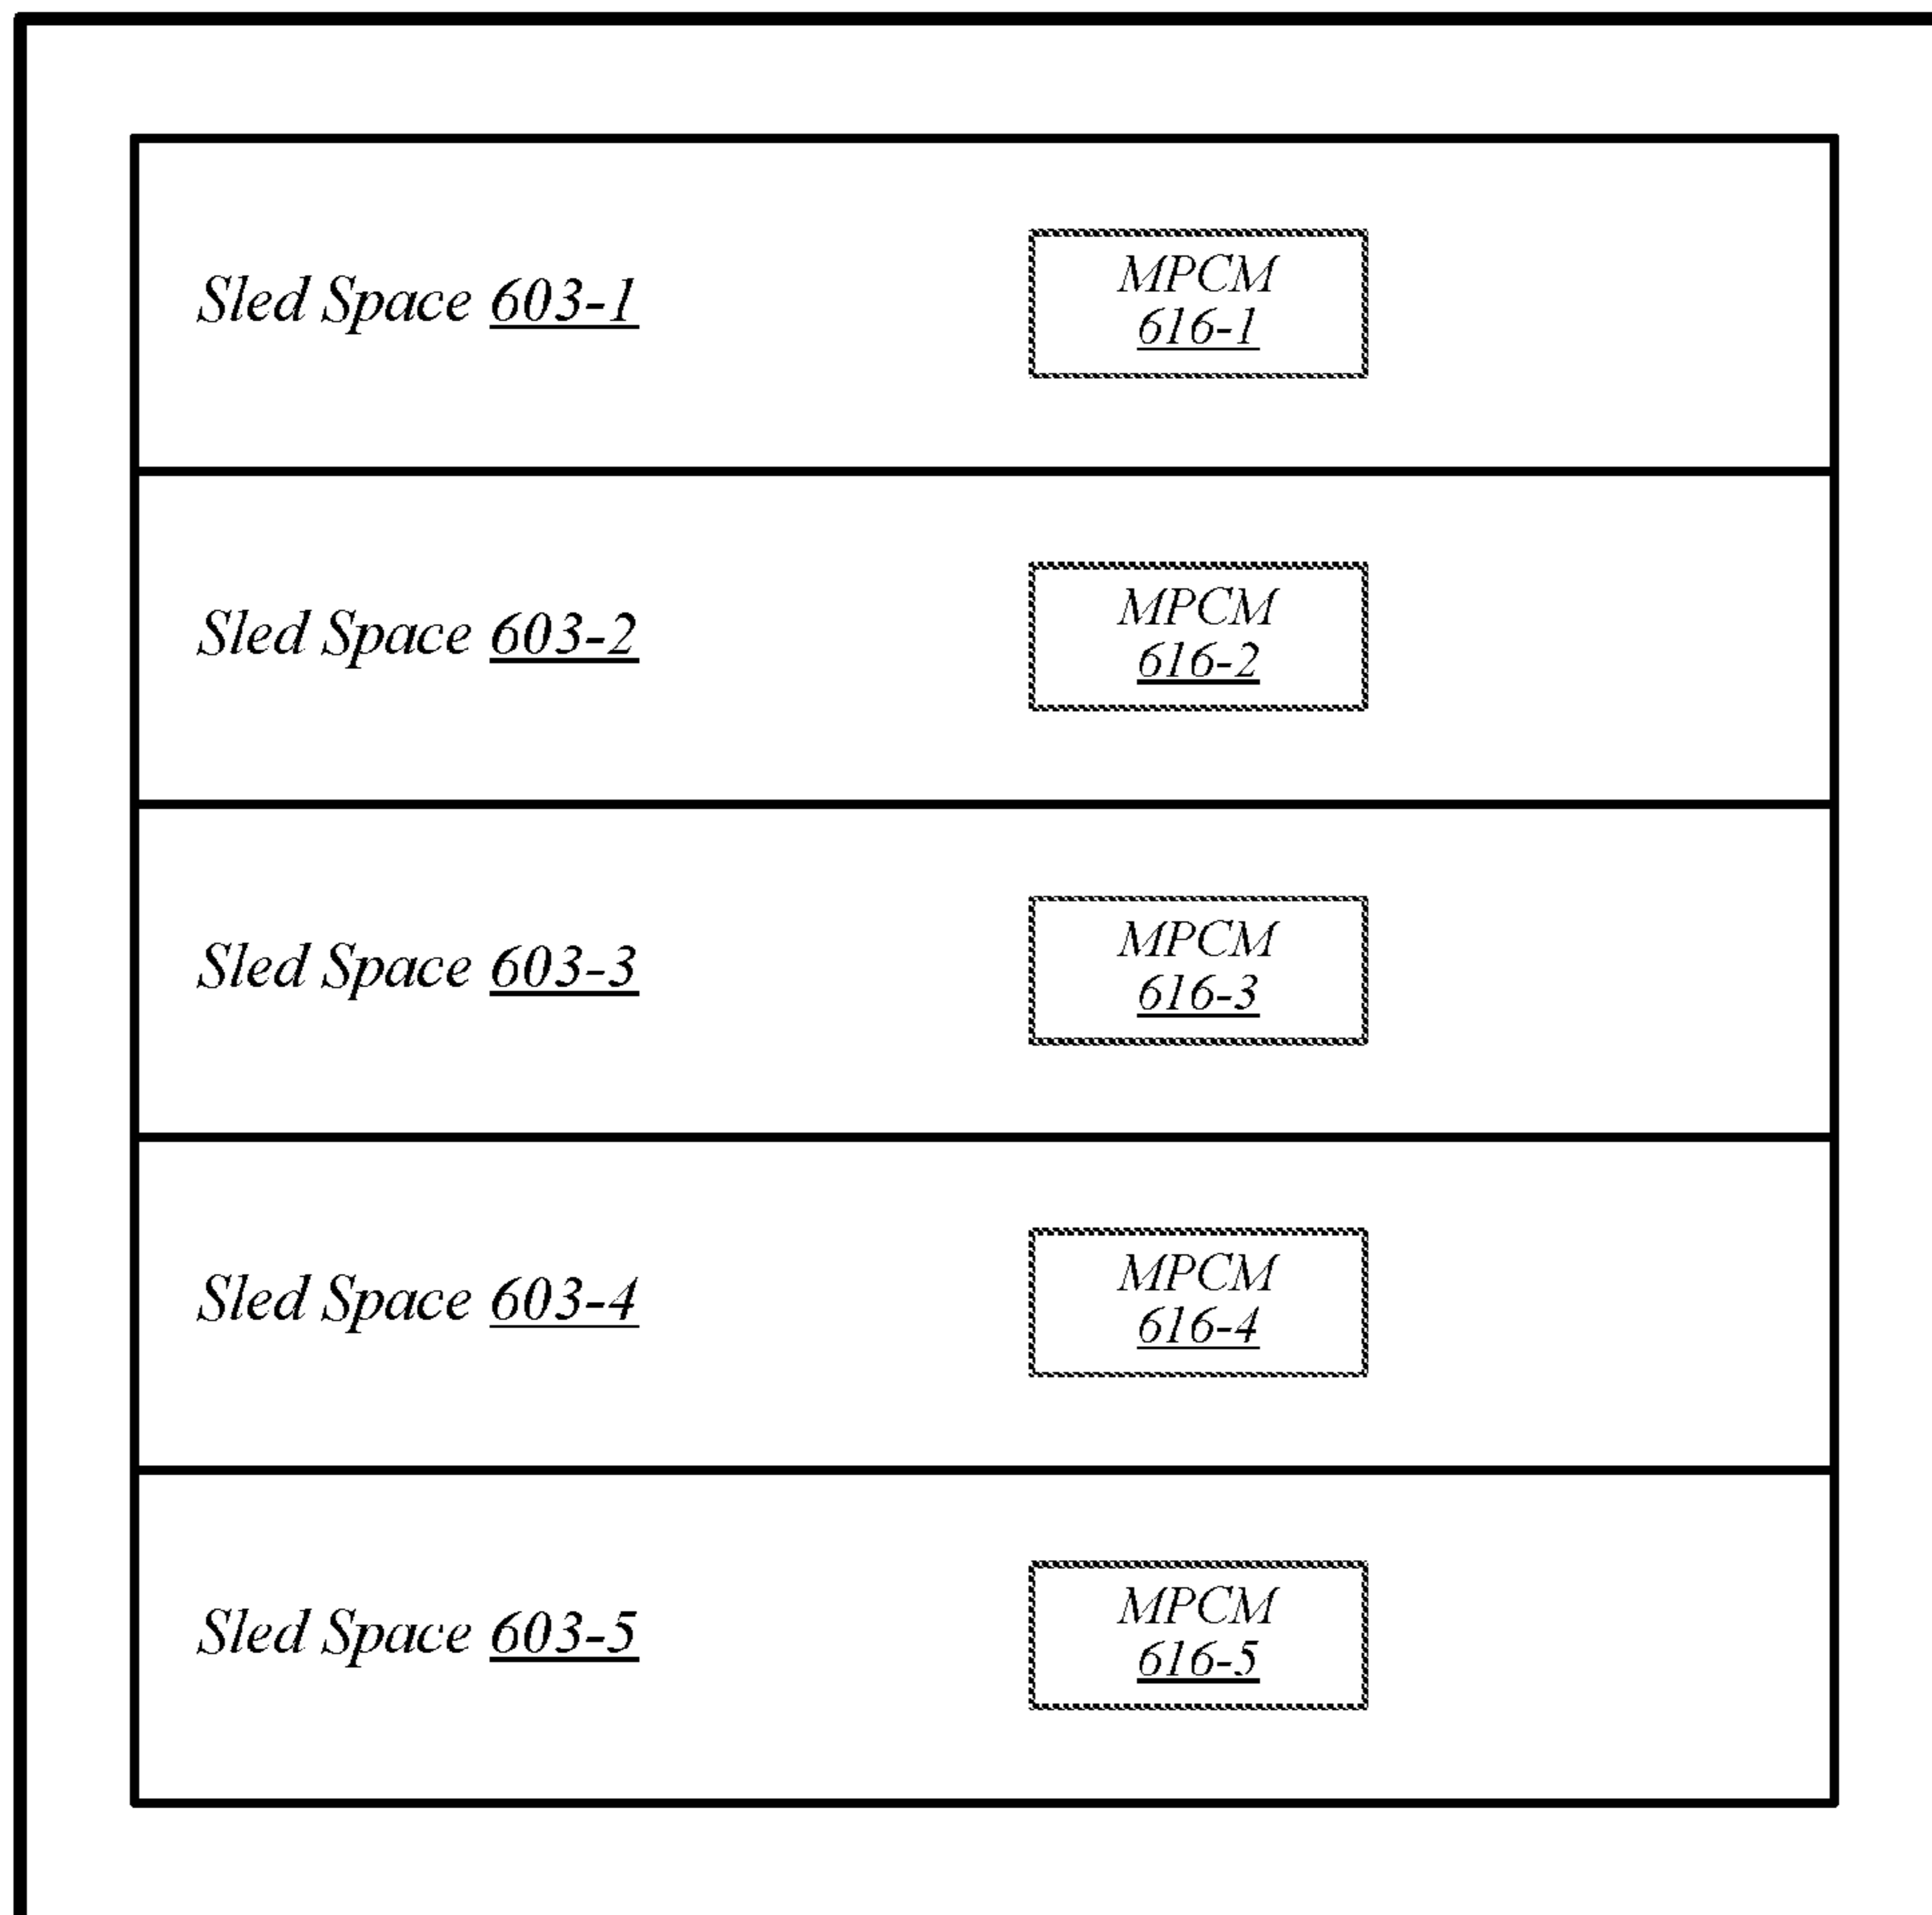 Sled Space 603-1
MPCM
616-1
Sled Space 603-2
MPCM
616-2
Sled Space 603-3
MPCM
616-3
Sled Space 603-4
MPCM
616-4
Sled Space 603-5
MPCM
616-5